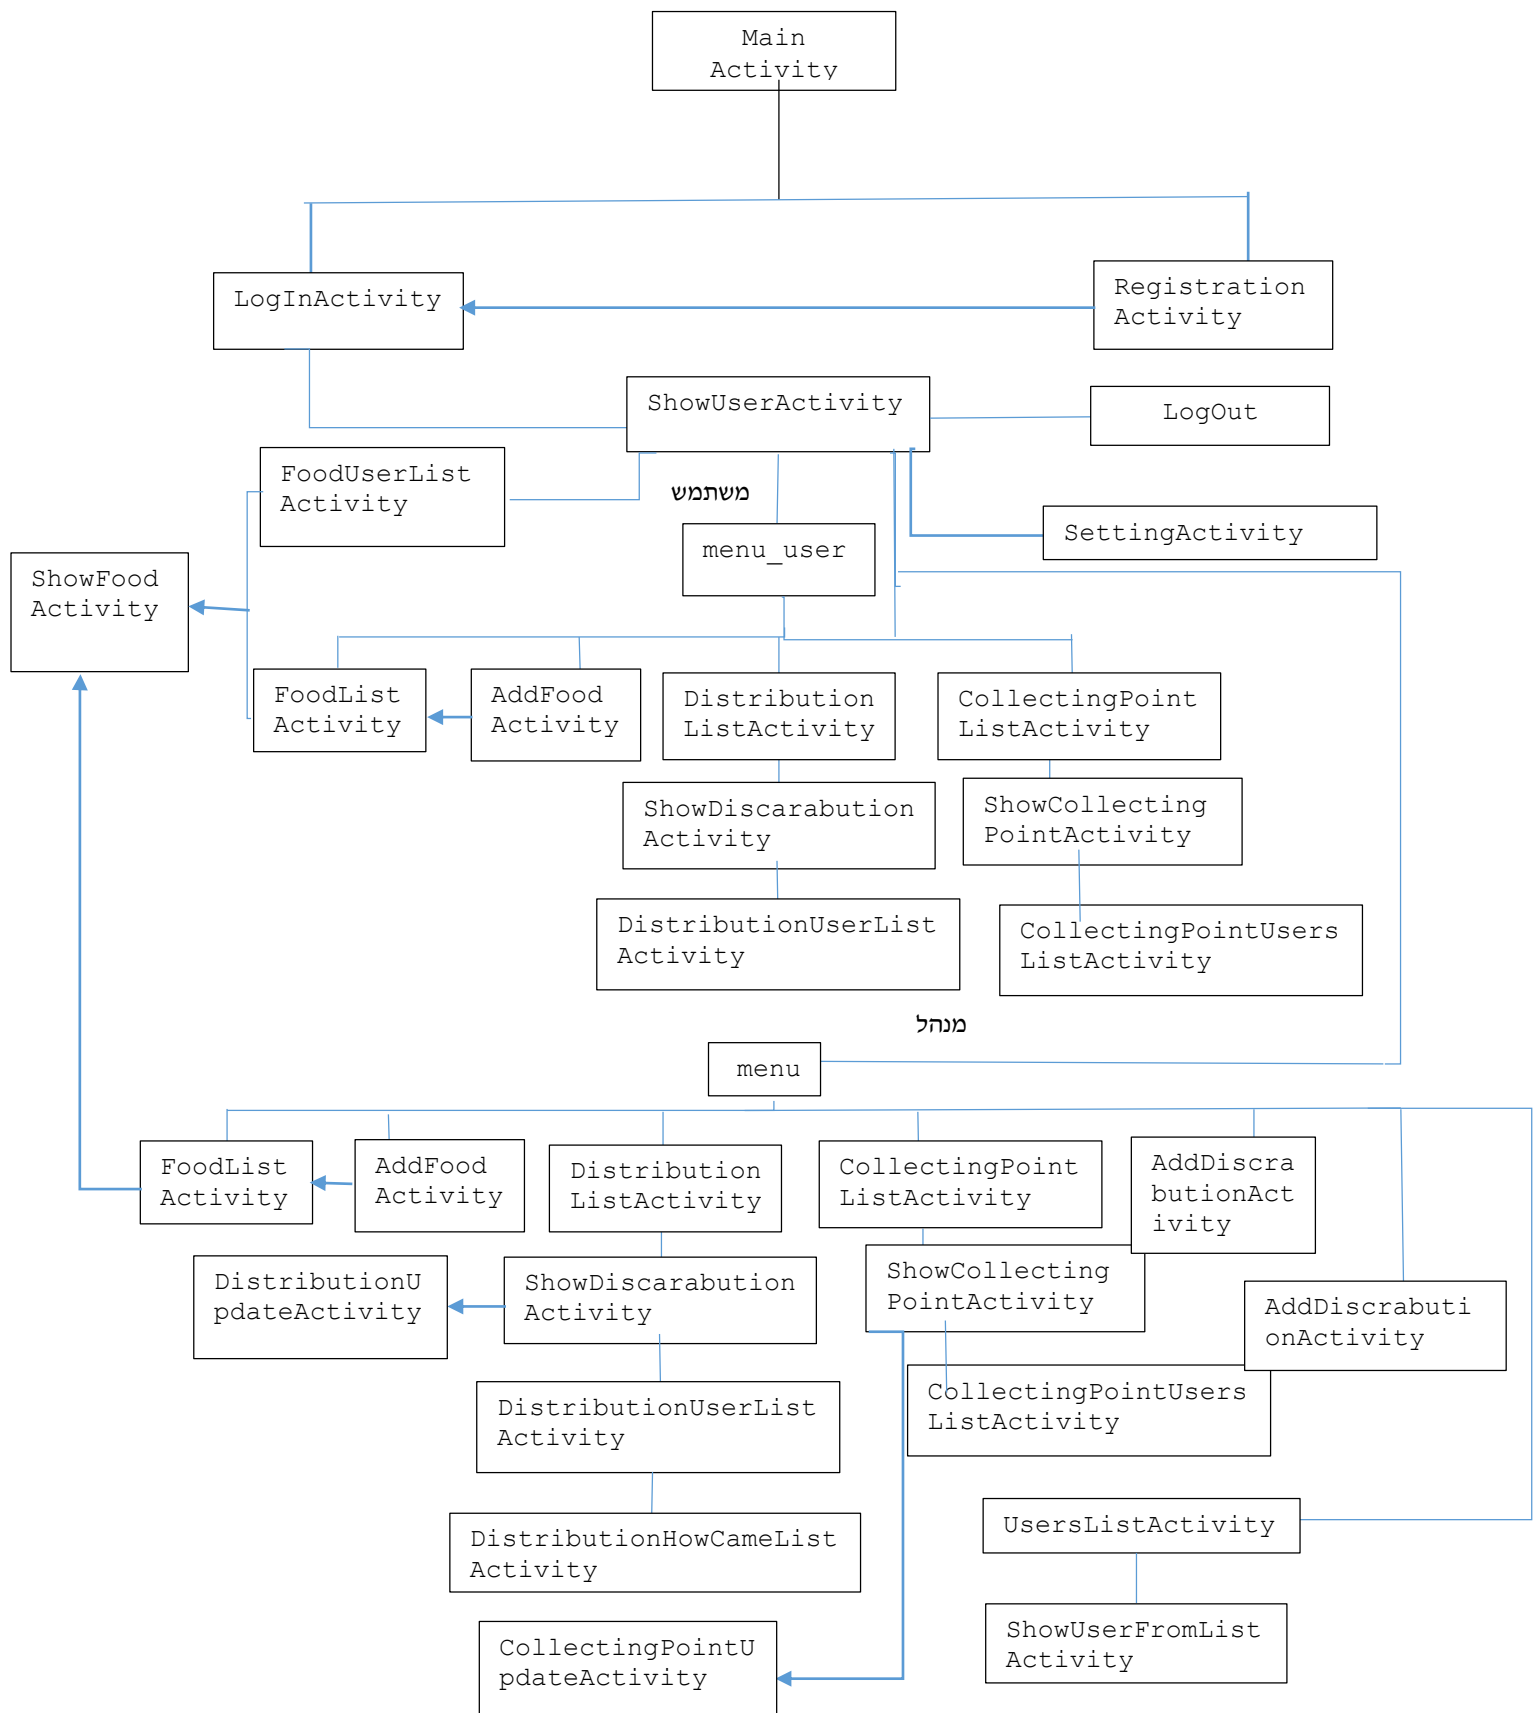 Main
Activity
LogInActivity
Registration
Activity
ShowUserActivity
LogOut
FoodUserList
Activity
משתמש
SettingActivity
menu_user
ShowFood
Activity
FoodList
Activity
AddFood
Activity
Distribution
ListActivity
CollectingPoint
ListActivity
ShowDiscarabution
Activity
ShowCollecting
PointActivity
DistributionUserList
Activity
CollectingPointUsers
ListActivity
מנהל
menu
FoodList
Activity
AddFood
Activity
Distribution
ListActivity
CollectingPoint
ListActivity
AddDiscra
butionAct
ivity
DistributionU
pdateActivity
ShowDiscarabution
Activity
ShowCollecting
PointActivity
AddDiscrabuti
onActivity
DistributionUserList
Activity
CollectingPointUsers
ListActivity
DistributionHowCameList
Activity
UsersListActivity
CollectingPointU
pdateActivity
ShowUserFromList
Activity